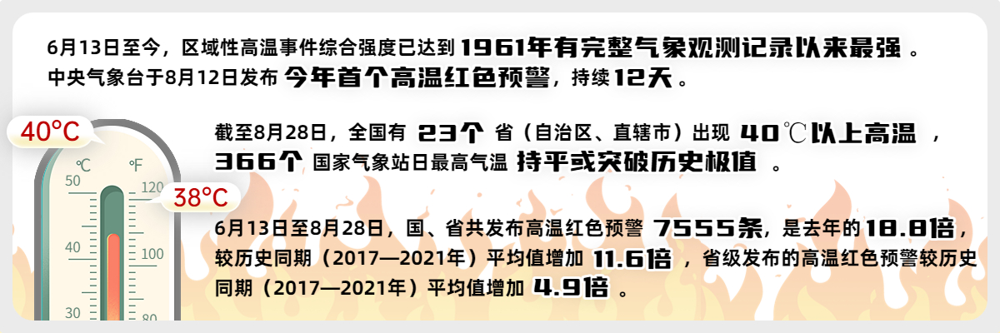 6月13日至今，区域性高温事件综合强度已达到 1961年有完整气象观测记录以来最强。
中央气象台于8月12日发布 今年首个高温红色预警，持续12天。
40°C
截至8月28日，全国有 23个 省（自治区、直辖市）出现 40℃以上高温 ，
366个 国家气象站日最高气温 持平或突破历史极值 。
℃ ℉
50 120
38°C
6月13日至8月28日，国、省共发布高温红色预警 7555条，是去年的18.8倍，
40 100
较历史同期（2017—2021年）平均值增加 11.6倍 ，省级发布的高温红色预警较历史
同期（2017—2021年）平均值增加 4.9倍 。
30 80